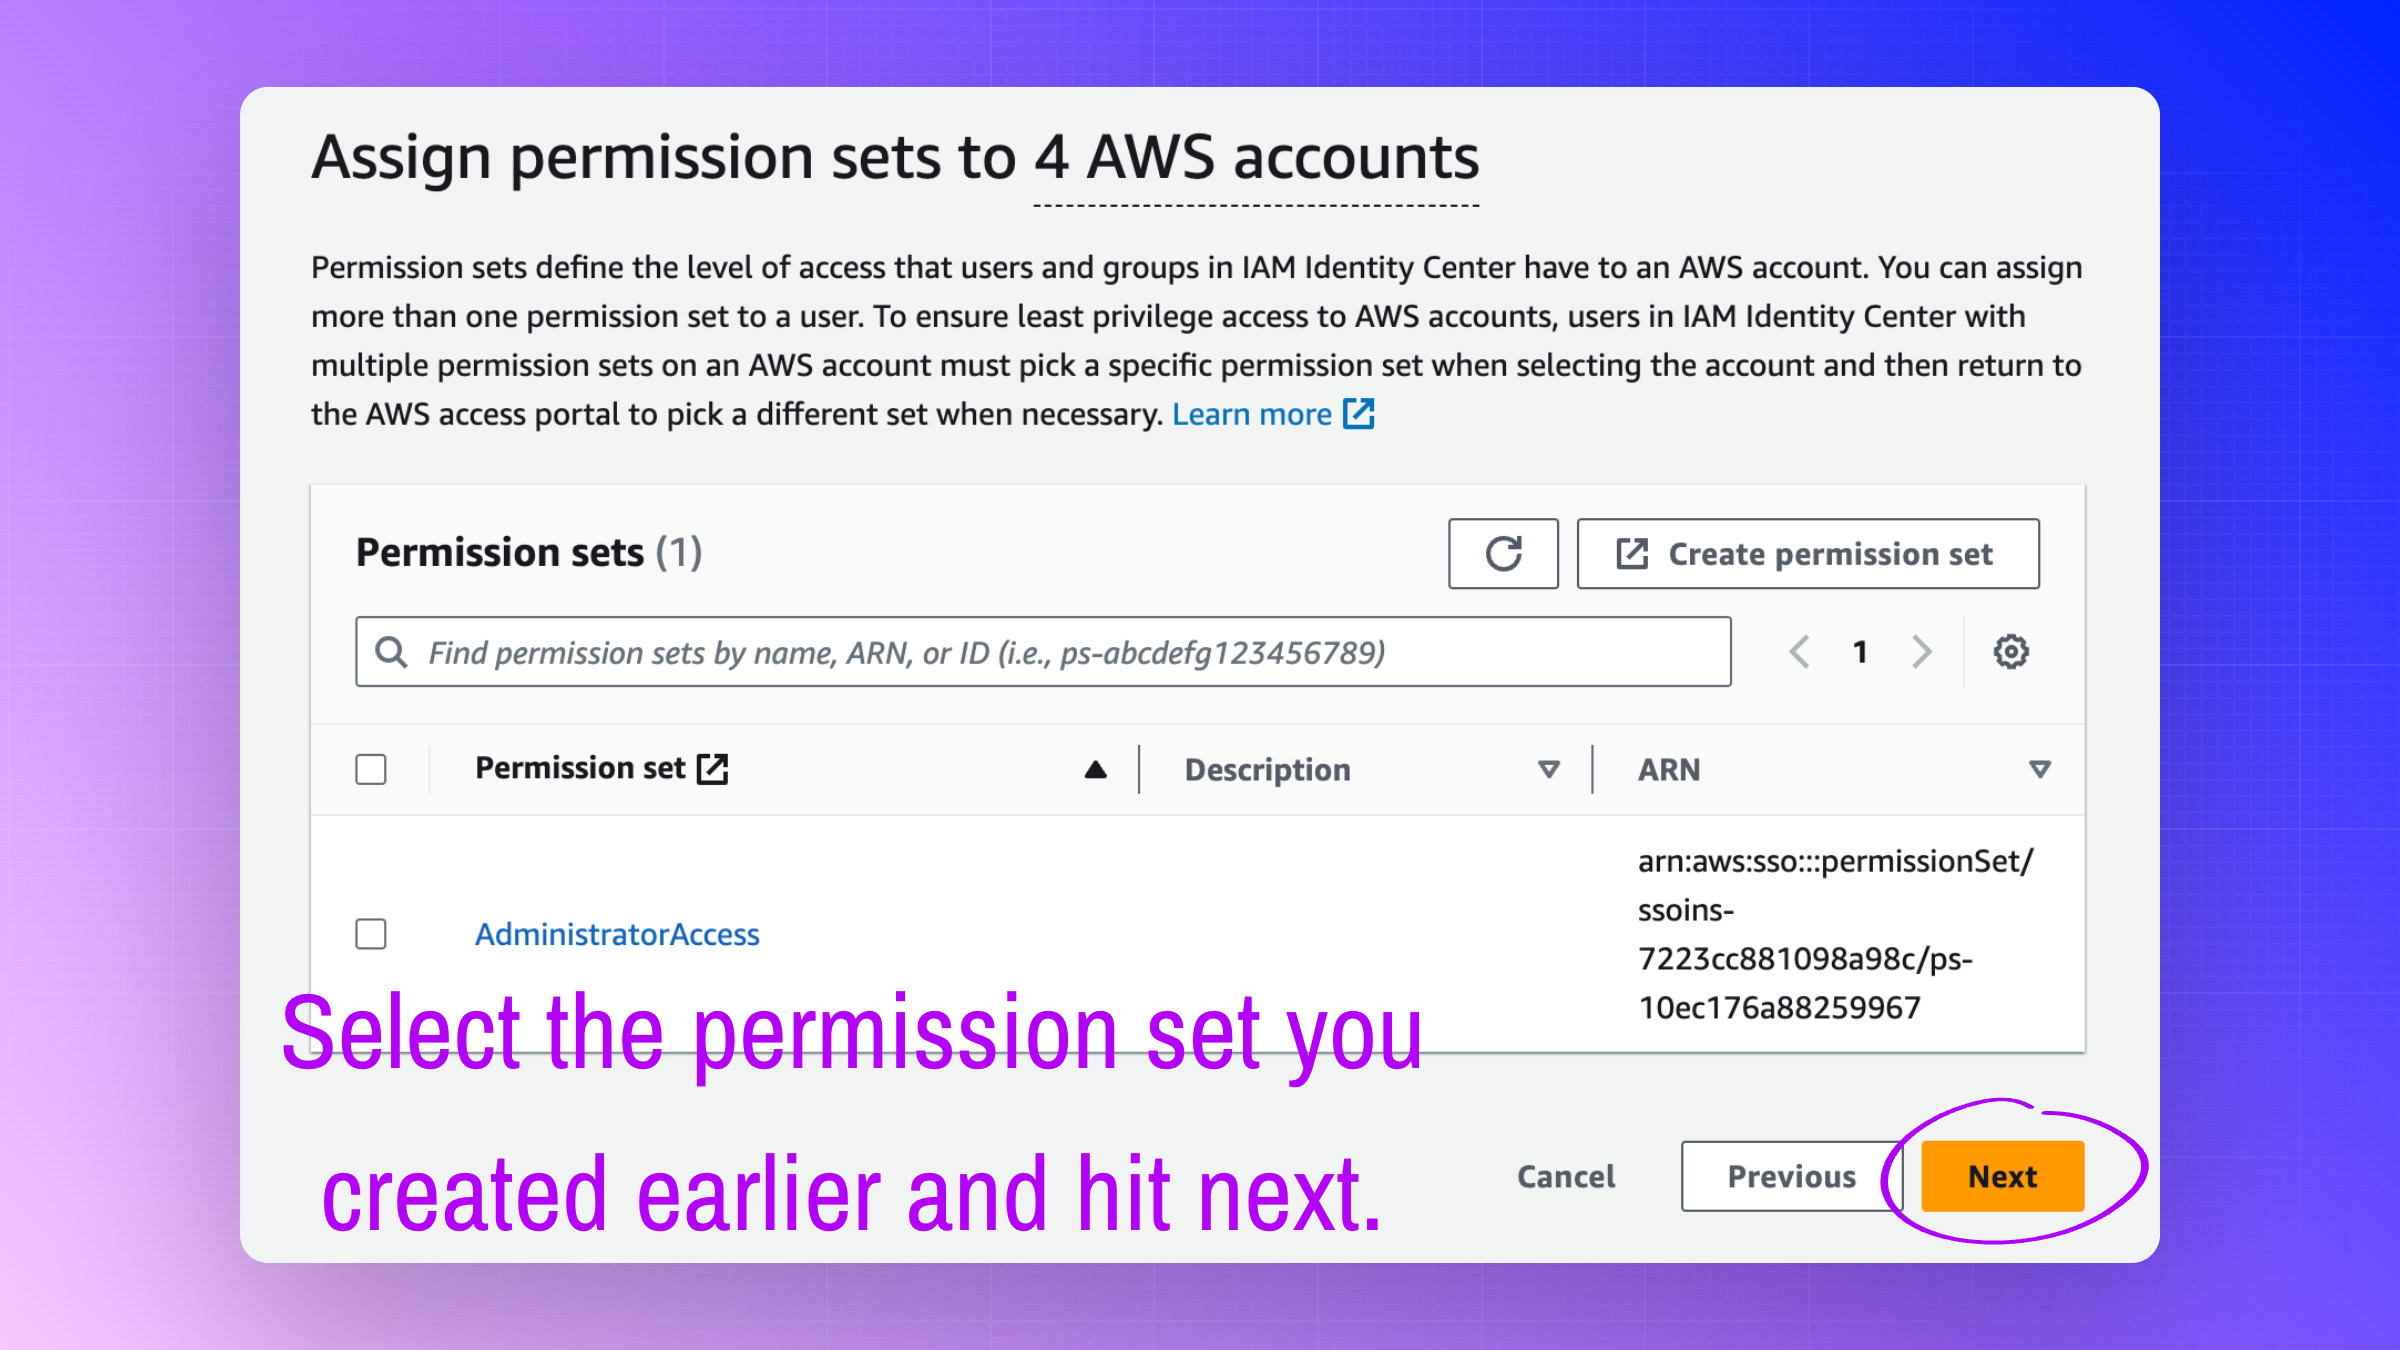 Assign permission sets to 4 AWS accounts
Permission sets define the level of access that users and groups in IAM Identity Center have to an AWS account. You can assign
more than one permission set to a user. To ensure least privilege access to AWS accounts, users in IAM Identity Center with
multiple permission sets on an AWS account must pick a specific permission set when selecting the account and then return to
the AWS access portal to pick a different set when necessary. Learn more
Permission sets (1)
Create permission set
Find permission sets by name, ARN, or ID (i.e., ps-abcdefg123456789)
1
Permission set
Description
ARN
AdministratorAccess
arn:aws:sso:::permissionSet/
ssoins-
7223cc881098a98c/ps-
10ec176a88259967
Select the permission set you
created earlier and hit next.
Cancel
Previous
Next